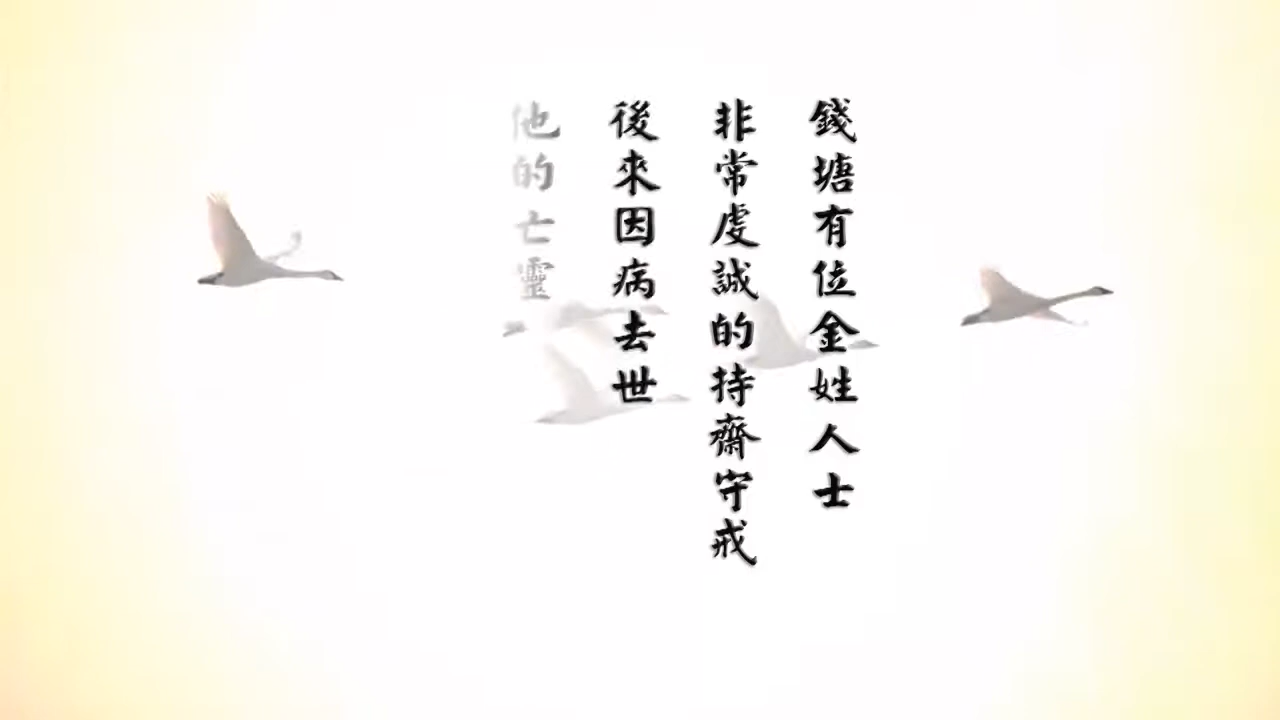 錢塘有位金姓人士
非常虔誠的持齋守戒
後來因病去世
他的亡靈